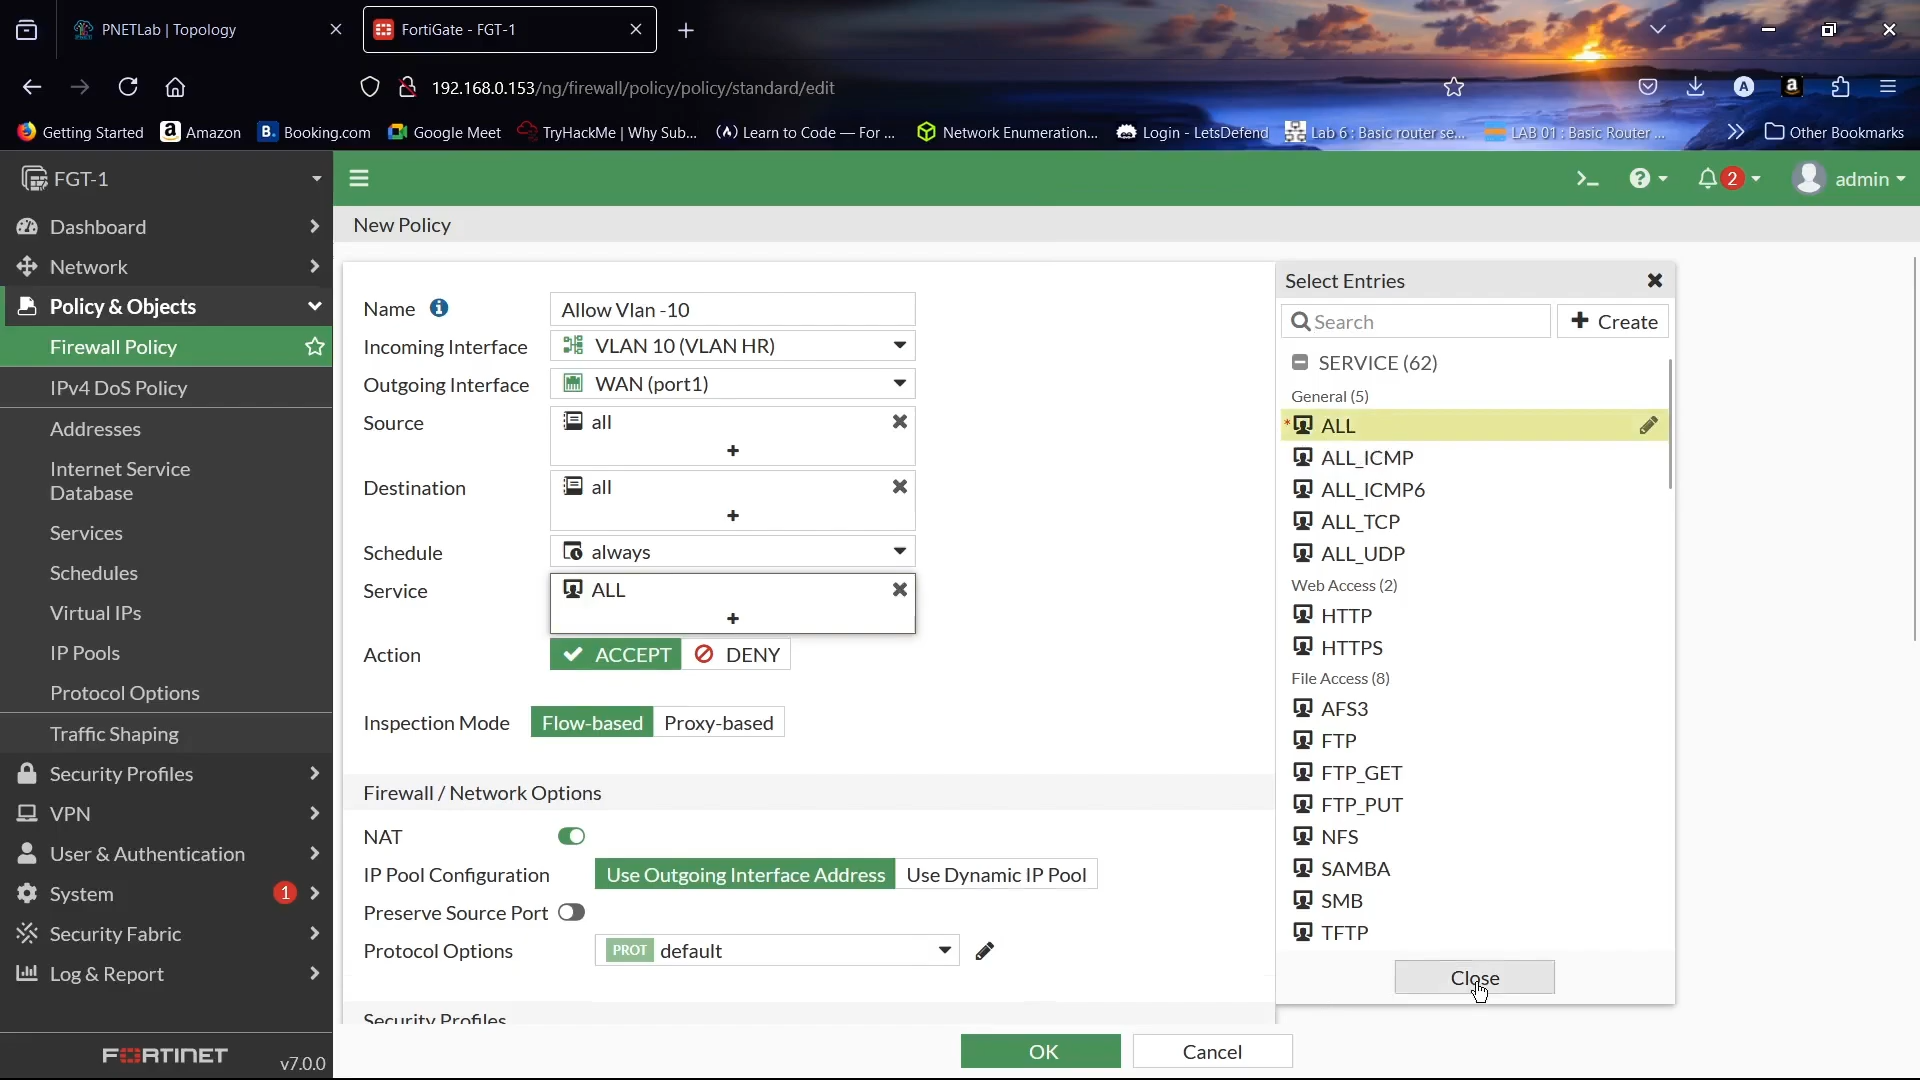 PNETLab | Topology
FortiGate - FGT-1
192.168.0.153/ng/firewall/policy/policy/standard/edit
Getting Started
Amazon
Booking.com
Google Meet
TryHackMe | Why Sub...
Learn to Code — For ...
Network Enumeration...
Login - LetsDefend
Lab 6 : Basic router se...
LAB 01 : Basic Router ...
Other Bookmarks
FGT-1
2
admin
Dashboard
Network
Policy & Objects
Firewall Policy
IPv4 DoS Policy
Addresses
Internet Service
Database
Services
Schedules
Virtual IPs
IP Pools
Protocol Options
Traffic Shaping
Security Profiles
VPN
User & Authentication
System
1
Security Fabric
Log & Report
FORTINET
v7.0.0
New Policy
Name
Allow Vlan -10
Incoming Interface
VLAN 10 (VLAN HR)
Outgoing Interface
WAN (port1)
Source
all
+
Destination
all
+
Schedule
always
Service
ALL
+
Action
ACCEPT
DENY
Inspection Mode
Flow-based
Proxy-based
Firewall / Network Options
NAT
IP Pool Configuration
Use Outgoing Interface Address
Use Dynamic IP Pool
Preserve Source Port
Protocol Options
PROT
default
Security Profiles
OK
Cancel
Select Entries
Search
+ Create
SERVICE (62)
General (5)
* ALL
ALL_ICMP
ALL_ICMP6
ALL_TCP
ALL_UDP
Web Access (2)
HTTP
HTTPS
File Access (8)
AFS3
FTP
FTP_GET
FTP_PUT
NFS
SAMBA
SMB
TFTP
Close